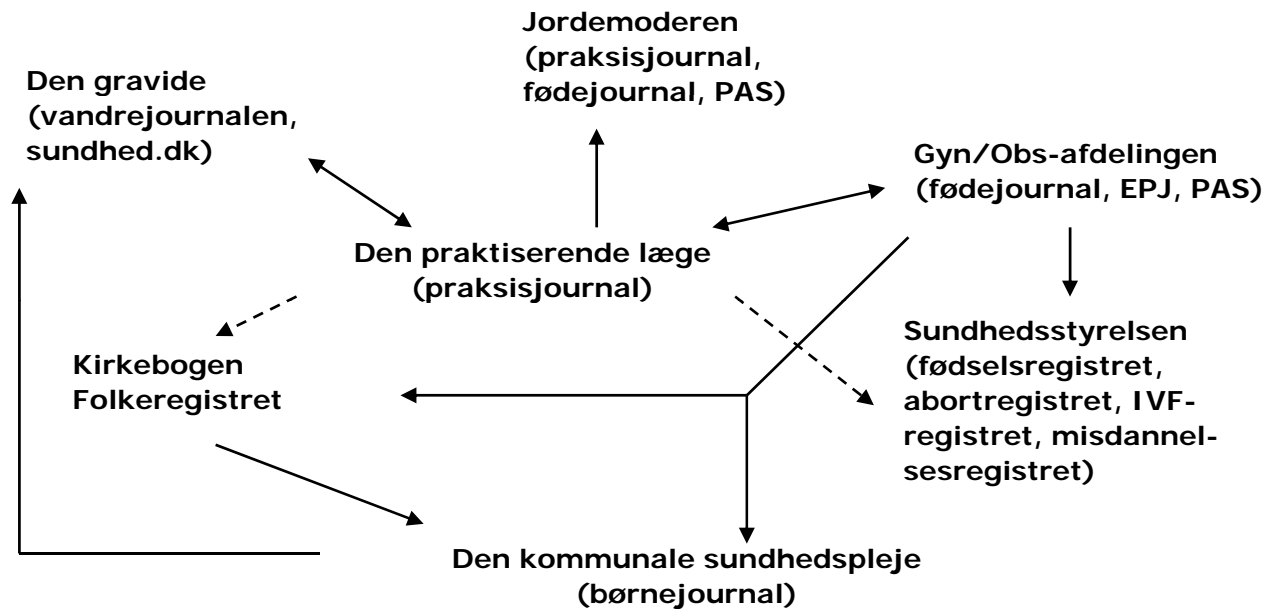 Jordemoderen
(praksisjournal,
fødejournal, PAS)
Den gravide
(vandrejournalen,
sundhed.dk)
Gyn/Obs-afdelingen
(fødejournal, EPJ, PAS)
Den praktiserende læge
(praksisjournal)
Kirkebogen
Folkeregistret
Sundhedsstyrelsen
(fødselsregistret,
abortregistret, IVF-
registret, misdannel-
sesregistret)
Den kommunale sundhedspleje
(børnejournal)